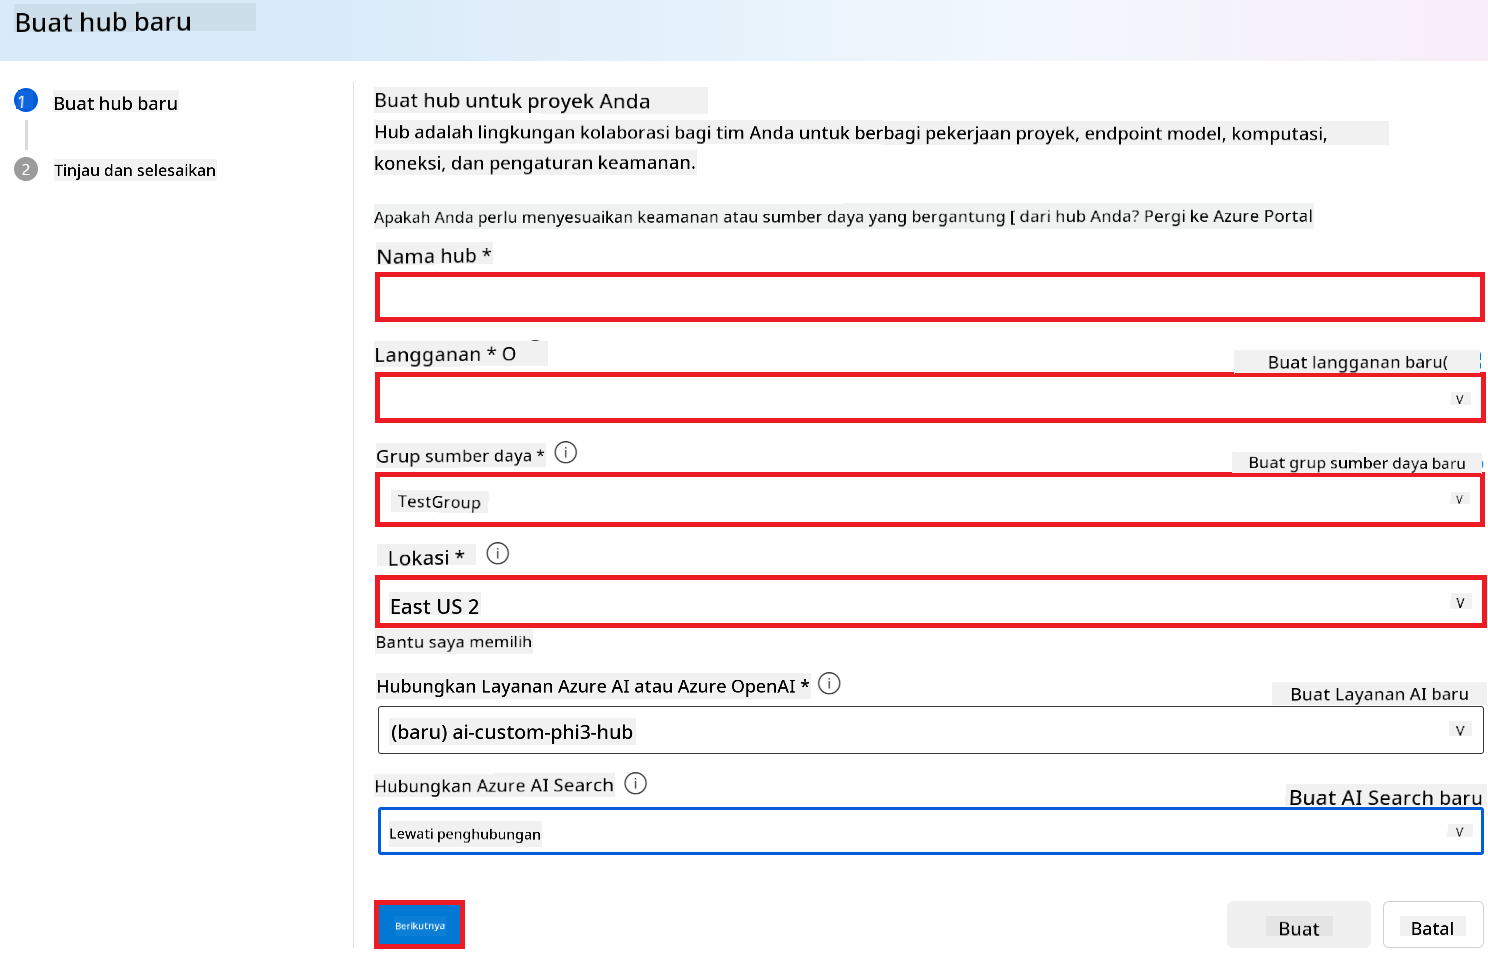 Buat hub baru
1
Buat hub baru
2
Tinjau dan selesaikan
Buat hub untuk proyek Anda
Hub adalah lingkungan kolaborasi bagi tim Anda untuk berbagi pekerjaan proyek, endpoint model, komputasi,
koneksi, dan pengaturan keamanan.
Apakah Anda perlu menyesuaikan keamanan atau sumber daya yang bergantung [ dari hub Anda? Pergi ke Azure Portal
Nama hub *
Langganan * O
Buat langganan baru(
v
Grup sumber daya *
Buat grup sumber daya baru
TestGroup
v
Lokasi *
East US 2
v
Bantu saya memilih
Hubungkan Layanan Azure AI atau Azure OpenAI *
Buat Layanan AI baru
(baru) ai-custom-phi3-hub
v
Hubungkan Azure AI Search
Buat AI Search baru
Lewati penghubungan
v
Berikutnya
Buat
Batal